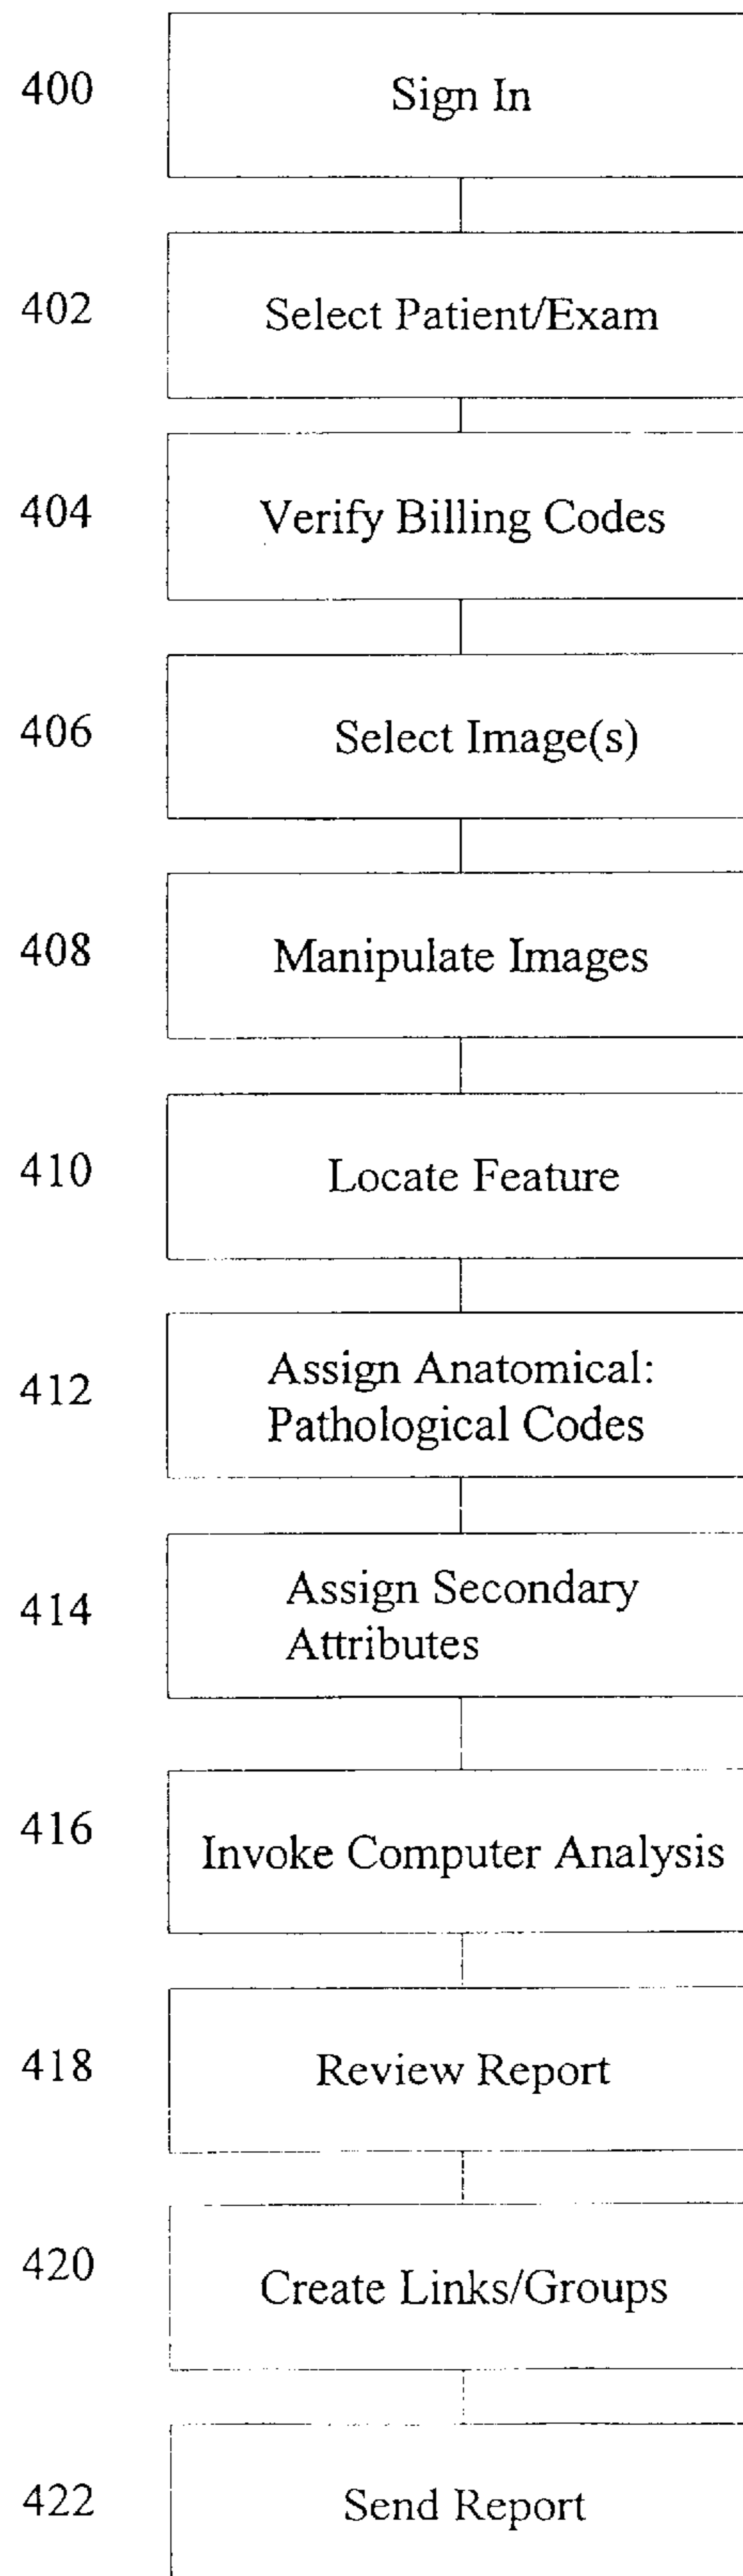 400 Sign In
402 Select Patient/Exam
404 Verify Billing Codes
406 Select Image(s)
408 Manipulate Images
410 Locate Feature
412 Assign Anatomical:
Pathological Codes
414 Assign Secondary
Attributes
416 Invoke Computer Analysis
418 Review Report
420 Create Links/Groups
422 Send Report